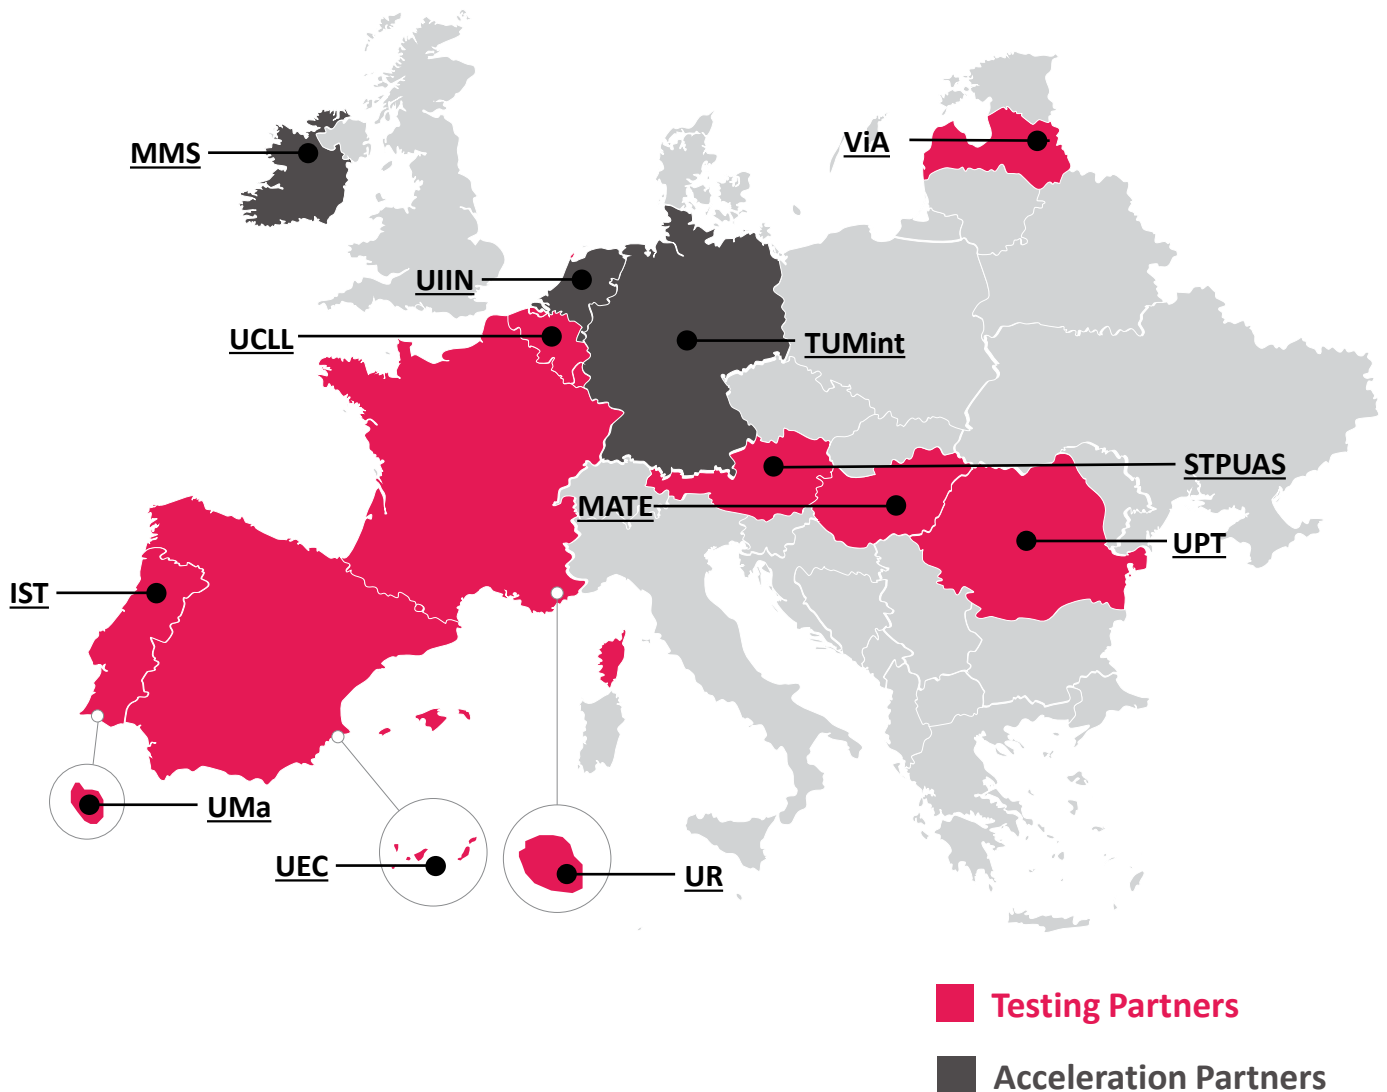 ViA
MMS
UIIN
UCLL
TUMint
STPUAS
MATE
UPT
IST
UMa
UEC
UR
Testing Partners
Acceleration Partners